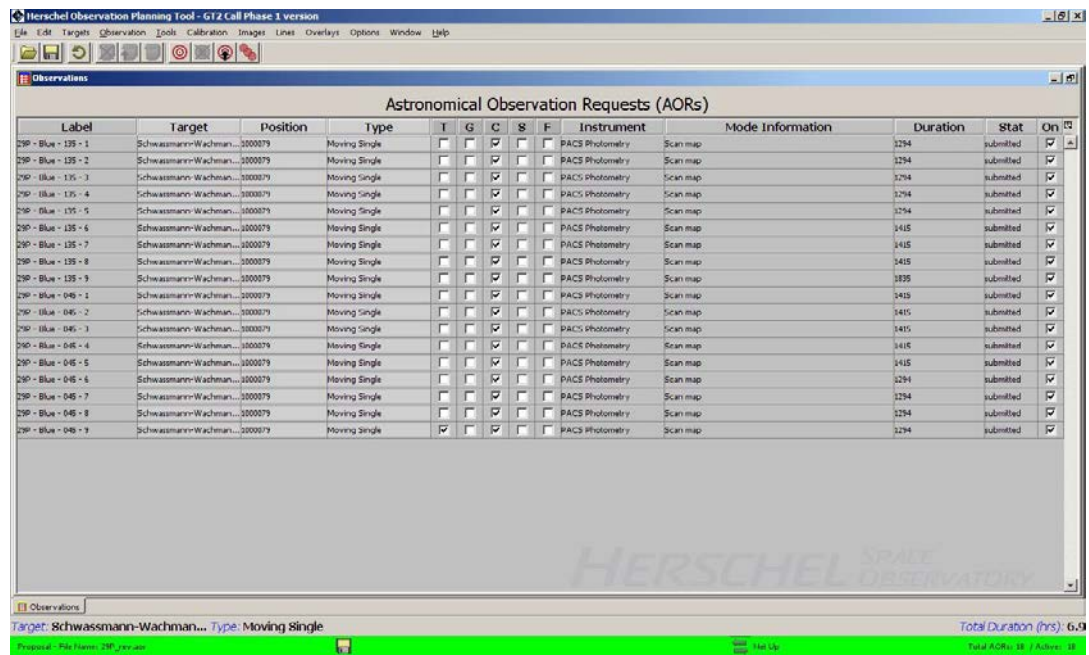 Herschel Observation Planning Tool - GT2 Call Phase 1 version
File Edit Targets Observation Tools Calibration Images Lines Overlays Options Window Help
Observations
Astronomical Observation Requests (AORs)
Label Target Position Type T G C S F Instrument Mode Information Duration Stat On
29P - Blue - 135 - 1 Schwassmann-Wachman... 1000079 Moving Single PACS Photometry Scan map 1294 submitted
29P - Blue - 135 - 2 Schwassmann-Wachman... 1000079 Moving Single PACS Photometry Scan map 1294 submitted
29P - Blue - 135 - 3 Schwassmann-Wachman... 1000079 Moving Single PACS Photometry Scan map 1294 submitted
29P - Blue - 135 - 4 Schwassmann-Wachman... 1000079 Moving Single PACS Photometry Scan map 1294 submitted
29P - Blue - 135 - 5 Schwassmann-Wachman... 1000079 Moving Single PACS Photometry Scan map 1294 submitted
29P - Blue - 135 - 6 Schwassmann-Wachman... 1000079 Moving Single PACS Photometry Scan map 1415 submitted
29P - Blue - 135 - 7 Schwassmann-Wachman... 1000079 Moving Single PACS Photometry Scan map 1415 submitted
29P - Blue - 135 - 8 Schwassmann-Wachman... 1000079 Moving Single PACS Photometry Scan map 1415 submitted
29P - Blue - 135 - 9 Schwassmann-Wachman... 1000079 Moving Single PACS Photometry Scan map 1835 submitted
29P - Blue - 045 - 1 Schwassmann-Wachman... 1000079 Moving Single PACS Photometry Scan map 1415 submitted
29P - Blue - 045 - 2 Schwassmann-Wachman... 1000079 Moving Single PACS Photometry Scan map 1415 submitted
29P - Blue - 045 - 3 Schwassmann-Wachman... 1000079 Moving Single PACS Photometry Scan map 1415 submitted
29P - Blue - 045 - 4 Schwassmann-Wachman... 1000079 Moving Single PACS Photometry Scan map 1415 submitted
29P - Blue - 045 - 5 Schwassmann-Wachman... 1000079 Moving Single PACS Photometry Scan map 1415 submitted
29P - Blue - 045 - 6 Schwassmann-Wachman... 1000079 Moving Single PACS Photometry Scan map 1294 submitted
29P - Blue - 045 - 7 Schwassmann-Wachman... 1000079 Moving Single PACS Photometry Scan map 1294 submitted
29P - Blue - 045 - 8 Schwassmann-Wachman... 1000079 Moving Single PACS Photometry Scan map 1294 submitted
29P - Blue - 045 - 9 Schwassmann-Wachman... 1000079 Moving Single PACS Photometry Scan map 1294 submitted
HERSCHEL SPACE OBSERVATORY
Observations
Target: Schwassmann-Wachman... Type: Moving Single Total Duration (hrs): 6.9
Proposal - File Name: 29P_rev.aor Net Up Total AORs: 18 / Active: 18